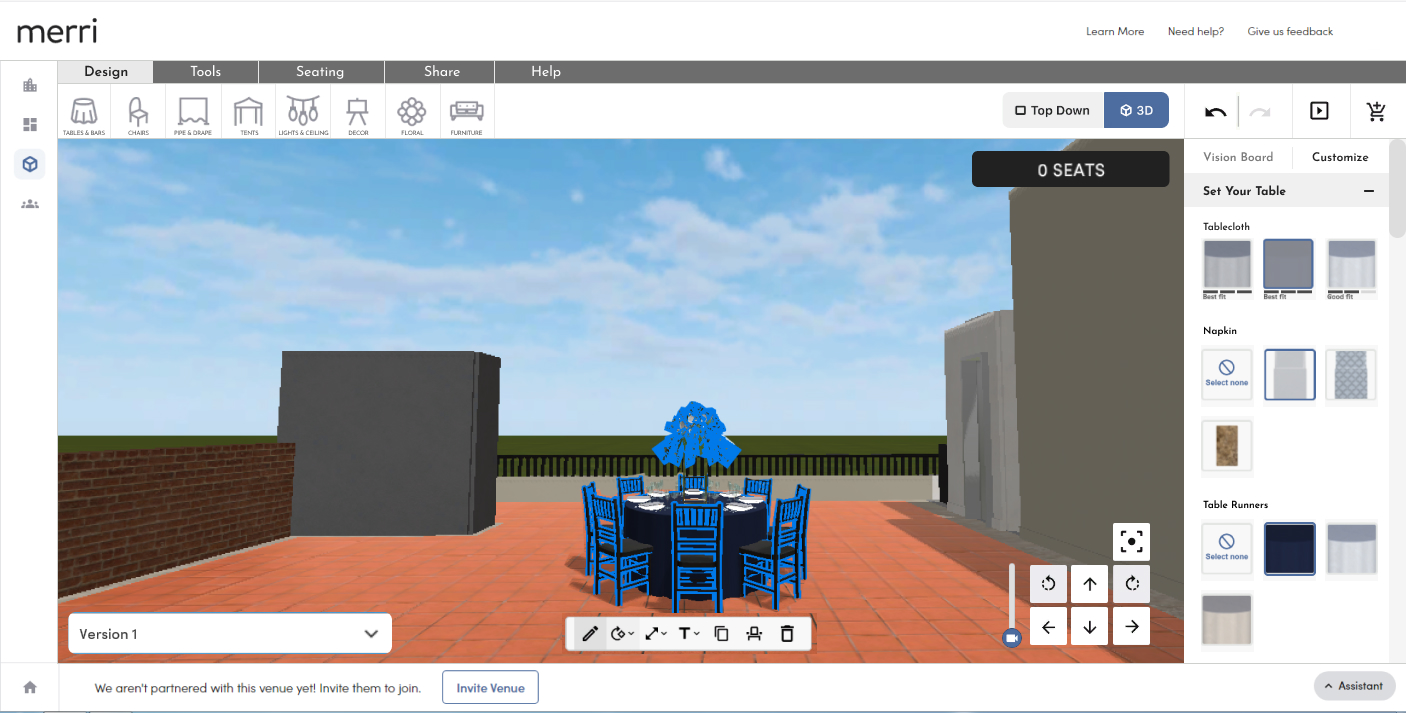 merri
Learn More Need help? Give us feedback
Design Tools Seating Share Help
TABLES & BARS CHAIRS PIPE & DRAPE TENTS LIGHTS & CEILING DECOR FLORAL FURNITURE
Top Down 3D
Vision Board Customize
0 SEATS
Set Your Table
Tablecloth
Best fit Best fit Good fit
Napkin
Select none
Table Runners
Select none
Version 1
T
We aren't partnered with this venue yet! Invite them to join. Invite Venue
Assistant